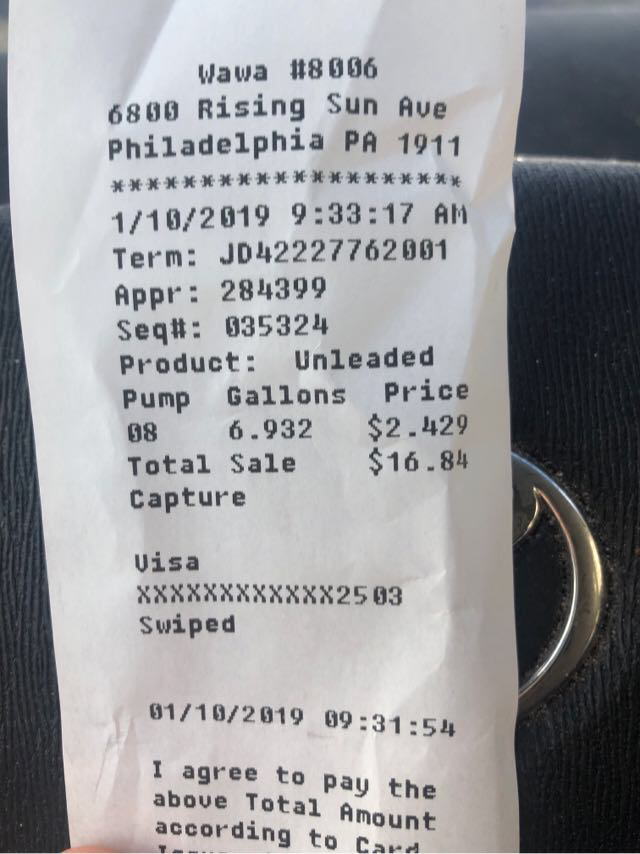 Wawa #8006
6800 Rising Sun Ave
Philadelphia PA 1911
********************
1/10/2019 9:33:17 AM
Term: JD42227762001
Appr: 284399
Seq#: 035324
Product: Unleaded
Pump Gallons Price
08 6.932 $2.429
Total Sale $16.84
Capture
Visa
XXXXXXXXXXXX2503
Swiped
01/10/2019 09:31:54
I agree to pay the
above Total Amount
according to Card